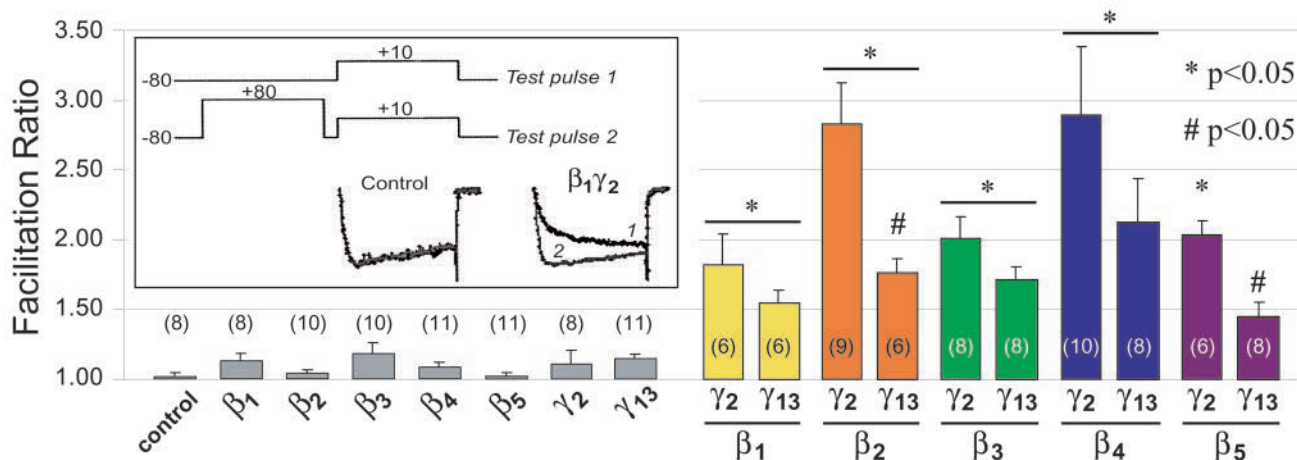 Facilitation Ratio
3.50
3.00
2.50
2.00
1.50
1.00
+10
-80
Test pulse 1
+80
+10
-80
Test pulse 2
Control
β1γ2
1
2
(8) (8) (10) (10) (11) (11) (8) (11)
control β1 β2 β3 β4 β5 γ2 γ13
* * * * *
# #
* p<0.05
# p<0.05
(6) (6) (9) (6) (8) (8) (10) (8) (6) (8)
γ2 γ13 γ2 γ13 γ2 γ13 γ2 γ13 γ2 γ13
β1 β2 β3 β4 β5